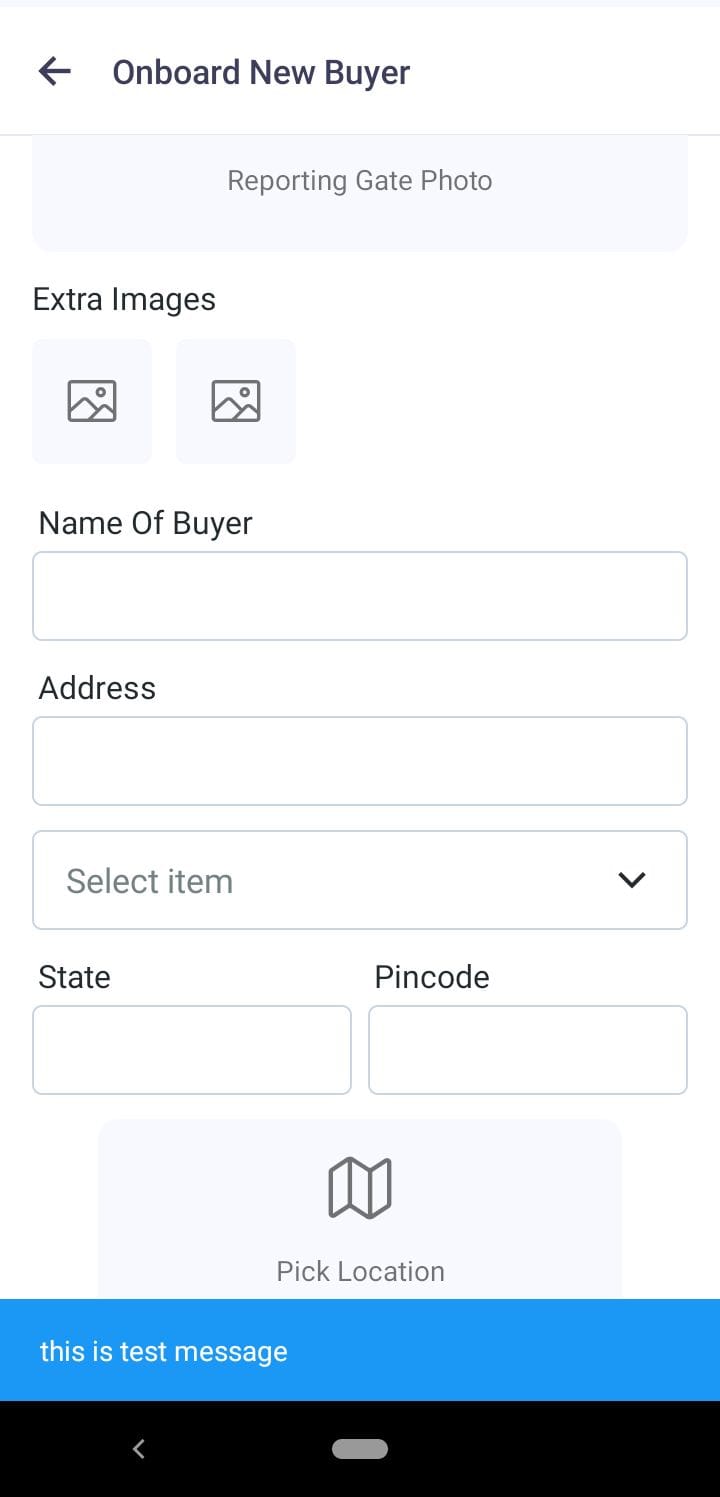 Onboard New Buyer
Reporting Gate Photo
Extra Images
Name Of Buyer
Address
Select item
State Pincode
Pick Location
this is test message